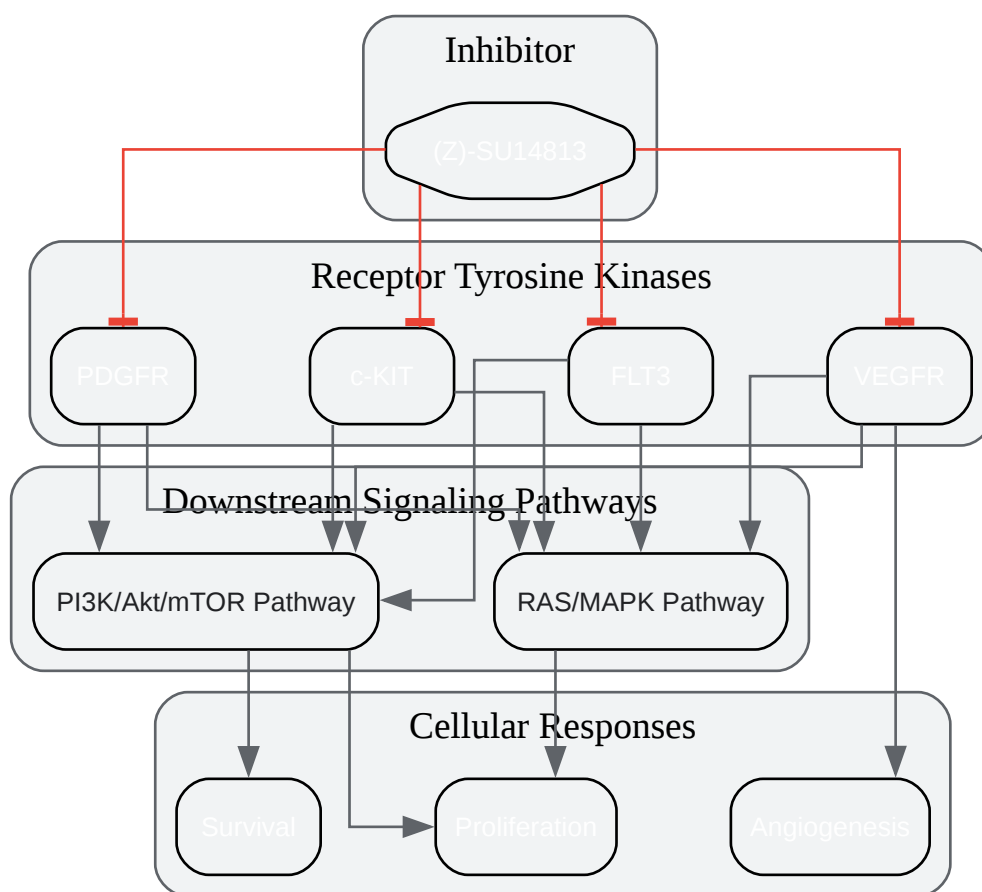 Inhibitor
(Z)-SU14813
Receptor Tyrosine Kinases
PDGFR
c-KIT
FLT3
VEGFR
Downstream Signaling Pathways
PI3K/Akt/mTOR Pathway
RAS/MAPK Pathway
Cellular Responses
Survival
Proliferation
Angiogenesis